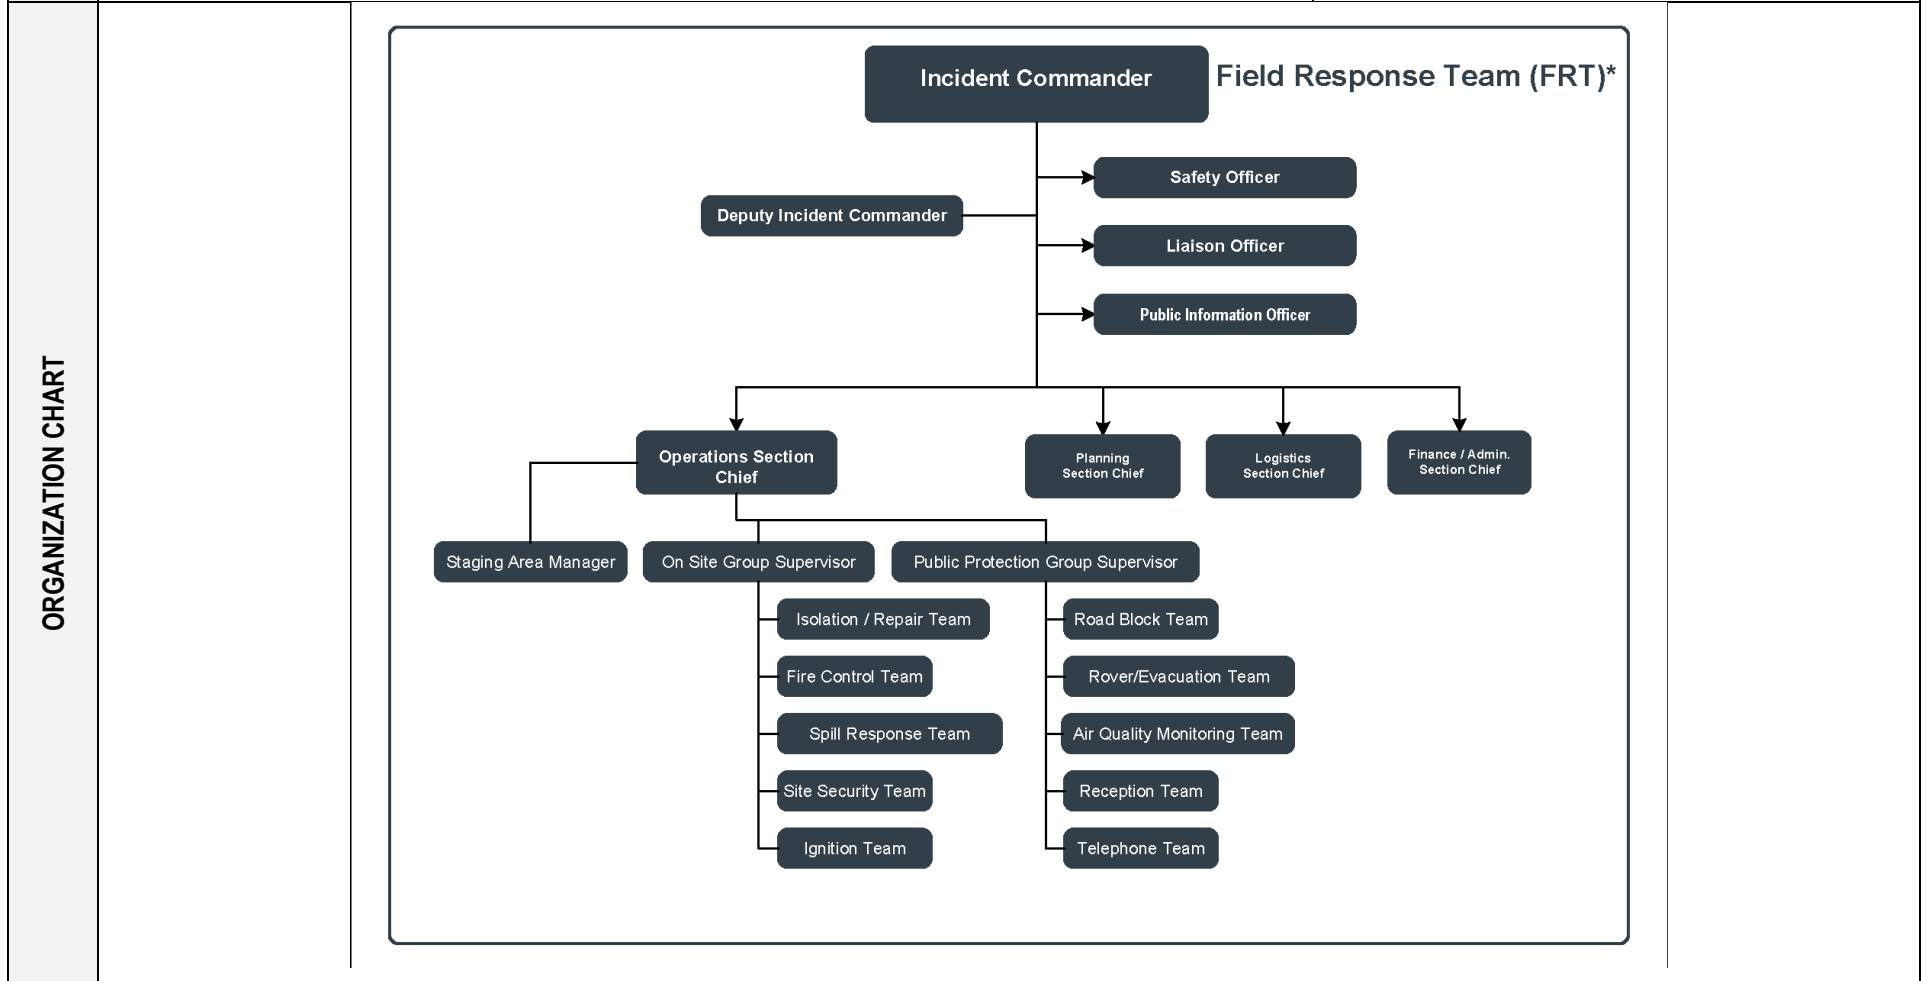 ORGANIZATION CHART
Incident Commander
Field Response Team (FRT)*
Safety Officer
Deputy Incident Commander
Liaison Officer
Public Information Officer
Operations Section
Chief
Planning
Section Chief
Logistics
Section Chief
Finance / Admin.
Section Chief
Staging Area Manager
On Site Group Supervisor
Public Protection Group Supervisor
Isolation / Repair Team
Fire Control Team
Spill Response Team
Site Security Team
Ignition Team
Road Block Team
Rover/Evacuation Team
Air Quality Monitoring Team
Reception Team
Telephone Team